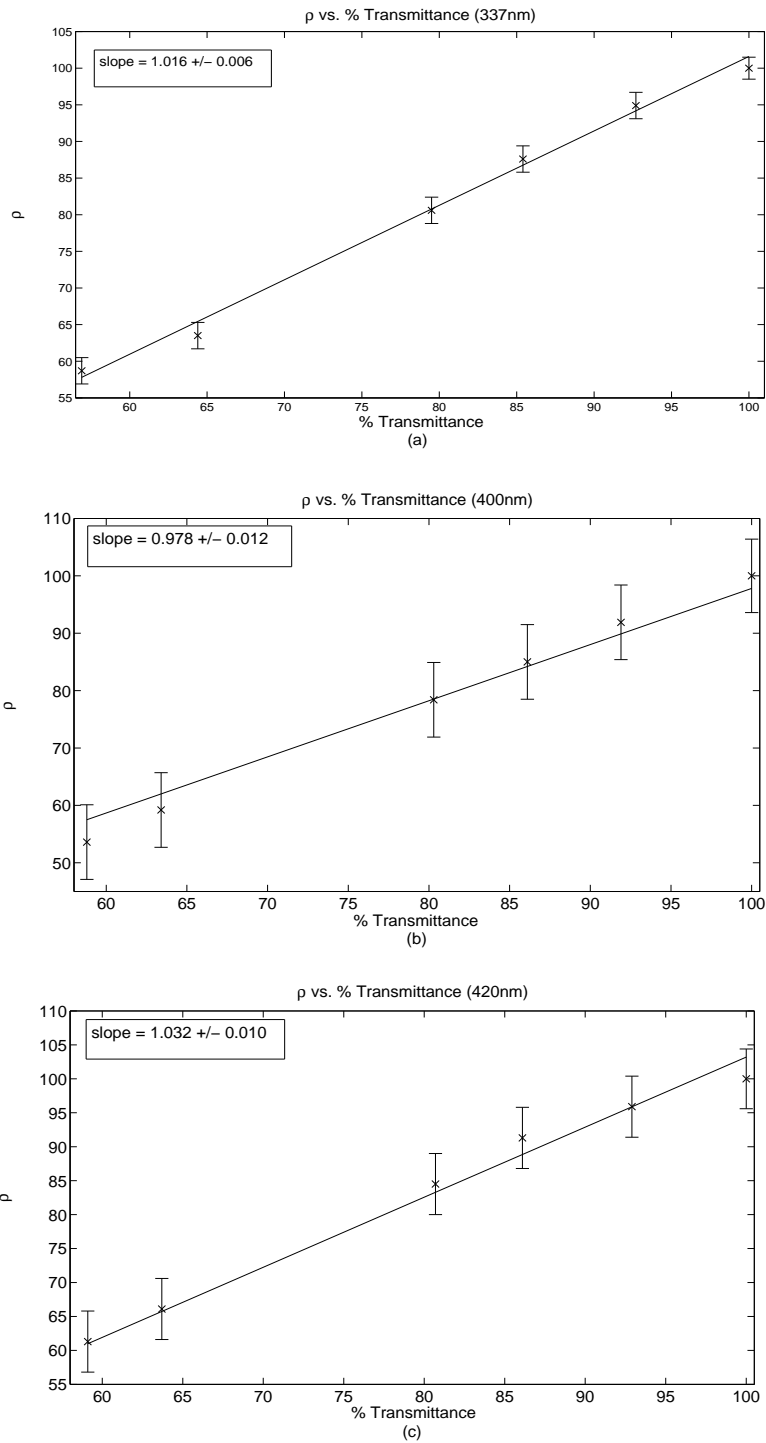 ρ vs. % Transmittance (337nm)
slope = 1.016 +/− 0.006
105
100
95
90
85
80
75
70
65
60
55
ρ
60 65 70 75 80 85 90 95 100
% Transmittance
(a)
ρ vs. % Transmittance (400nm)
slope = 0.978 +/− 0.012
110
100
90
80
70
60
50
ρ
60 65 70 75 80 85 90 95 100
% Transmittance
(b)
ρ vs. % Transmittance (420nm)
slope = 1.032 +/− 0.010
110
105
100
95
90
85
80
75
70
65
60
55
ρ
60 65 70 75 80 85 90 95 100
% Transmittance
(c)